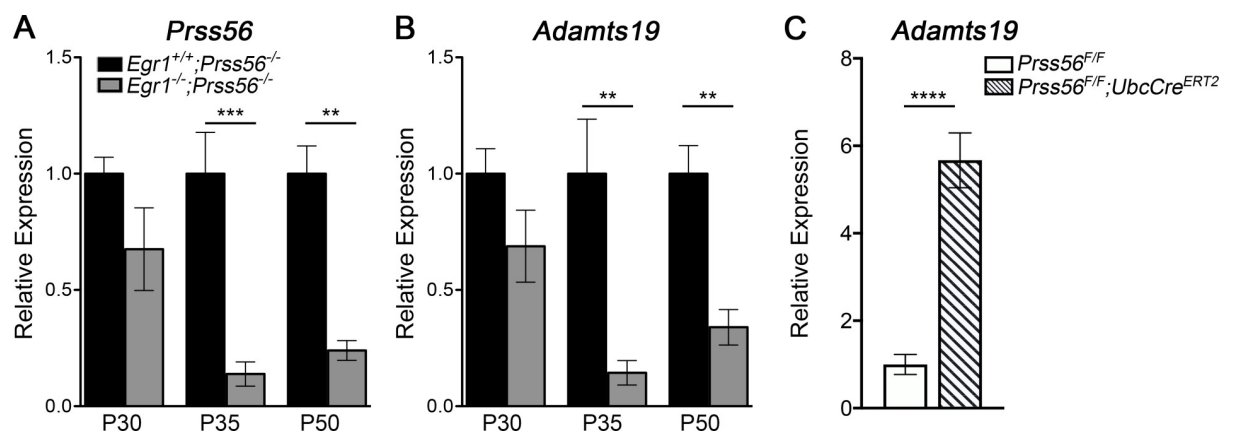 A
Prss56
Egr1+/+;Prss56-/-
Egr1-/-;Prss56-/-
Relative Expression
1.5
1.0
0.5
0.0
***
**
P30
P35
P50
B
Adamts19
Relative Expression
1.5
1.0
0.5
0.0
**
**
P30
P35
P50
C
Adamts19
Prss56F/F
Prss56F/F;UbcCreERT2
Relative Expression
8
6
4
2
0
****